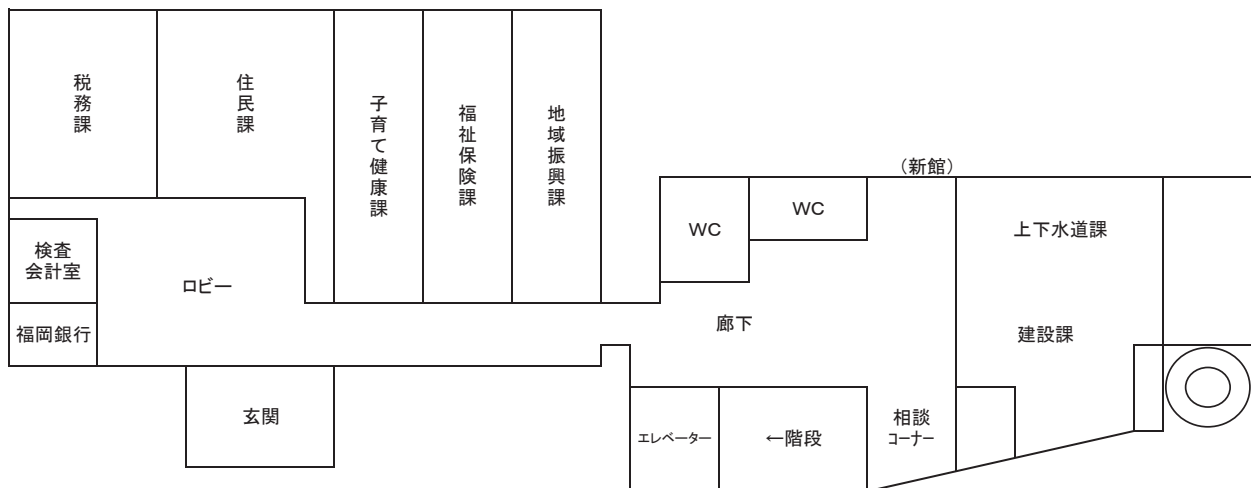 税務課
住民課
子育て健康課
福祉保険課
地域振興課
（新館）
WC
WC
上下水道課
検査
会計室
ロビー
福岡銀行
廊下
建設課
玄関
エレベーター
←階段
相談
コーナー